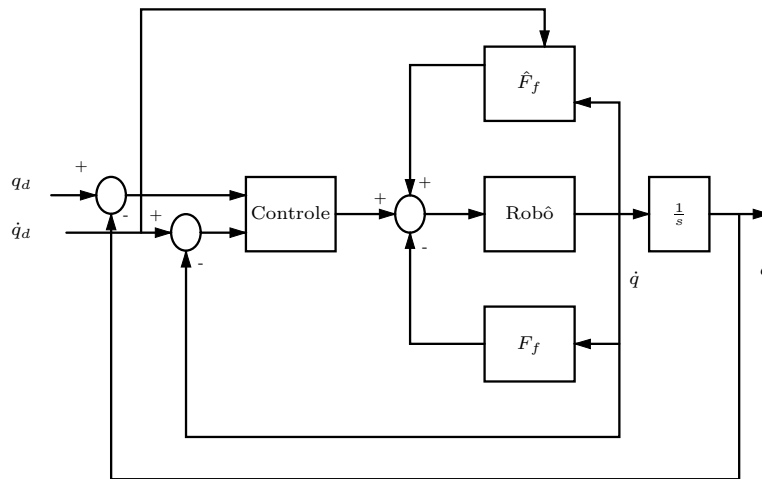 F̂_f
+
+
q_d
-
+
Controle
+
Robô
1/s
q̇_d
-
-
q̇
F_f